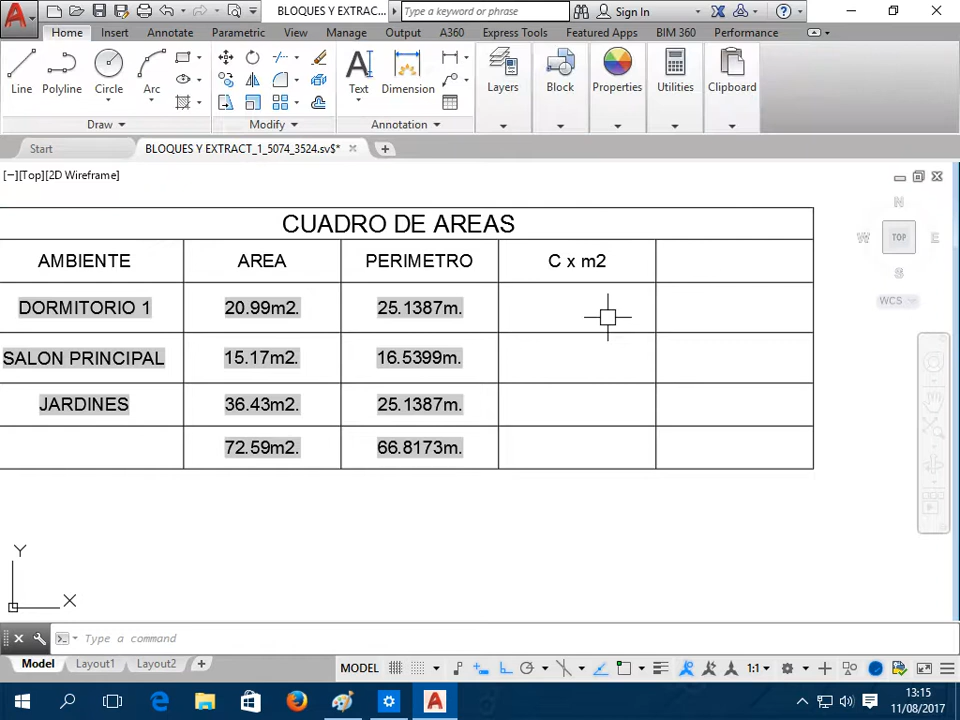 BLOQUES Y EXTRAC...
Type a keyword or phrase
Sign In
Home Insert Annotate Parametric View Manage Output A360 Express Tools Featured Apps BIM 360 Performance
Line Polyline Circle Arc Text Dimension Layers Block Properties Utilities Clipboard
Draw Modify Annotation
Start BLOQUES Y EXTRACT_1_5074_3524.sv$*
[−][Top][2D Wireframe]
N
W TOP E
S
WCS
CUADRO DE AREAS
AMBIENTE AREA PERIMETRO C x m2
DORMITORIO 1 20.99m2. 25.1387m.
SALON PRINCIPAL 15.17m2. 16.5399m.
JARDINES 36.43m2. 25.1387m.
72.59m2. 66.8173m.
Y
X
Type a command
Model Layout1 Layout2 MODEL 1:1
13:15
11/08/2017